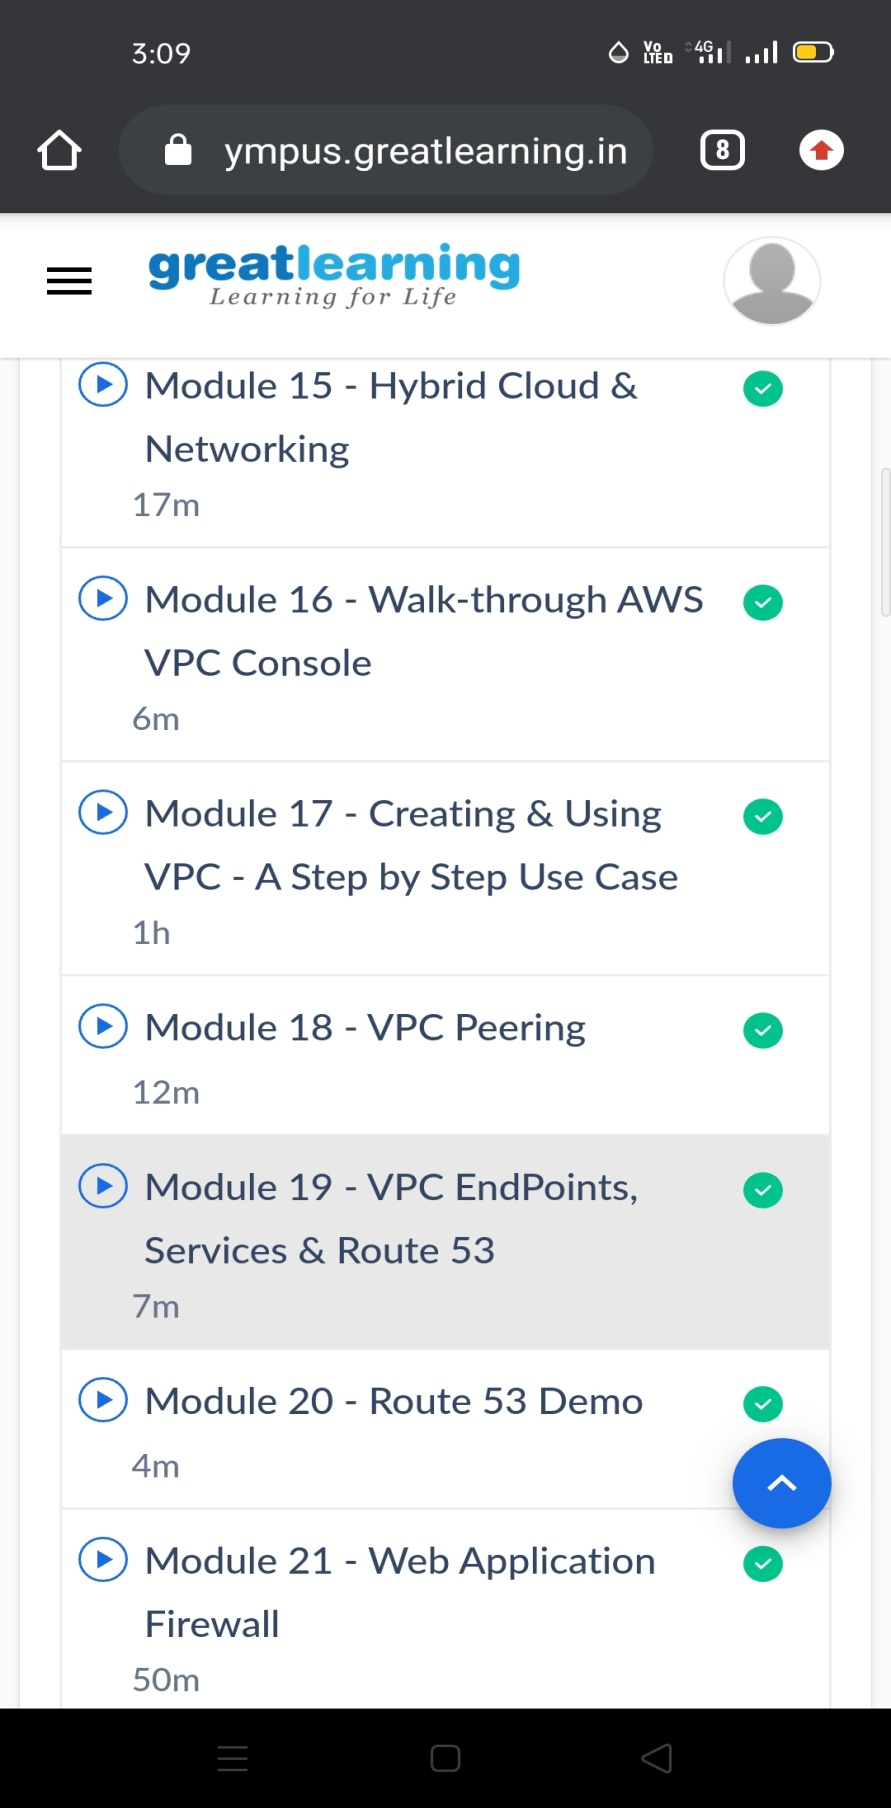 3:09
Vo
LTE
4G
ympus.greatlearning.in
8
greatlearning
Learning for Life
Module 15 - Hybrid Cloud &
Networking
17m
Module 16 - Walk-through AWS
VPC Console
6m
Module 17 - Creating & Using
VPC - A Step by Step Use Case
1h
Module 18 - VPC Peering
12m
Module 19 - VPC EndPoints,
Services & Route 53
7m
Module 20 - Route 53 Demo
4m
Module 21 - Web Application
Firewall
50m